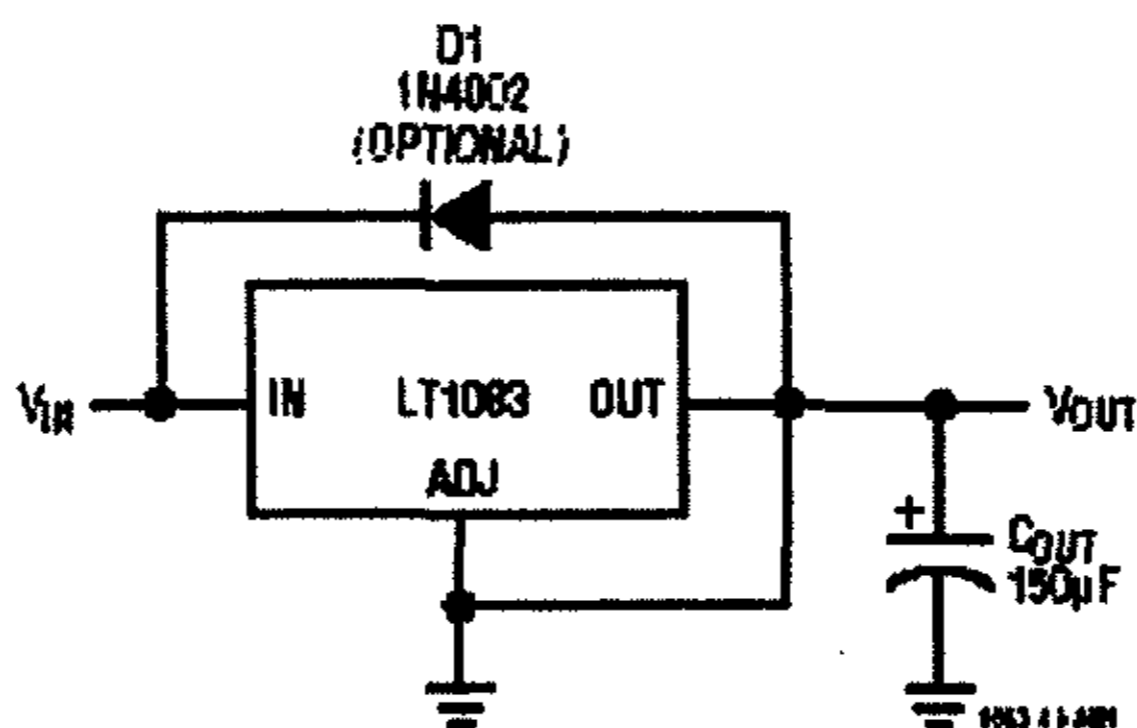 D1
1N4002
(OPTIONAL)
VIN
IN
LT1083
OUT
ADJ
VOUT
+
COUT
150µF